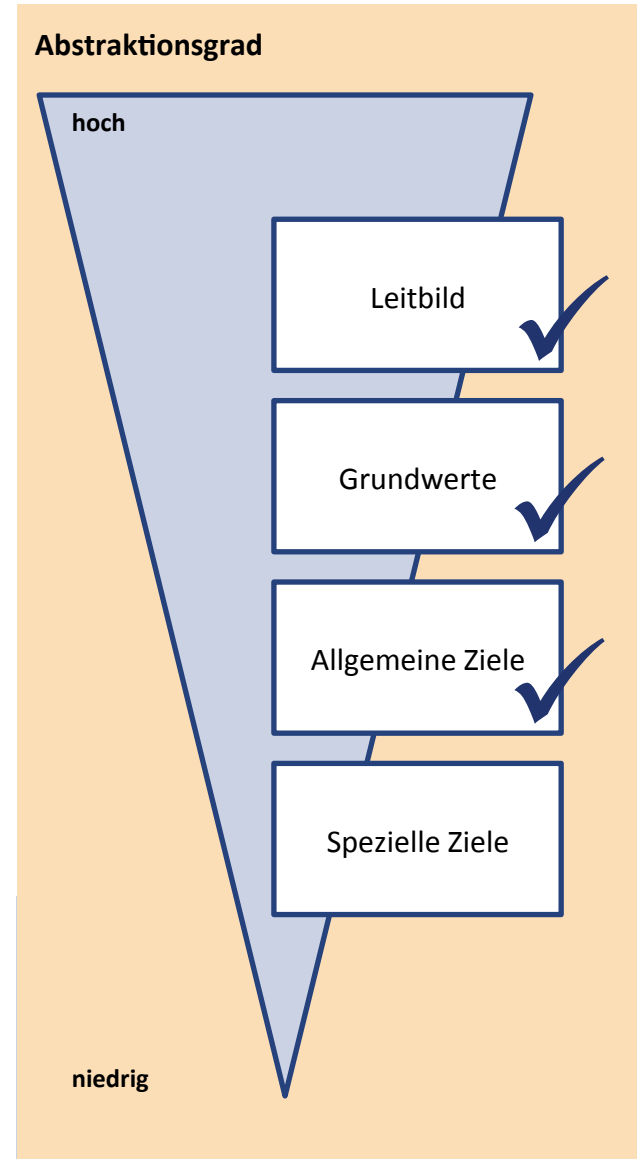 Abstraktionsgrad
hoch
Leitbild
Grundwerte
Allgemeine Ziele
Spezielle Ziele
niedrig